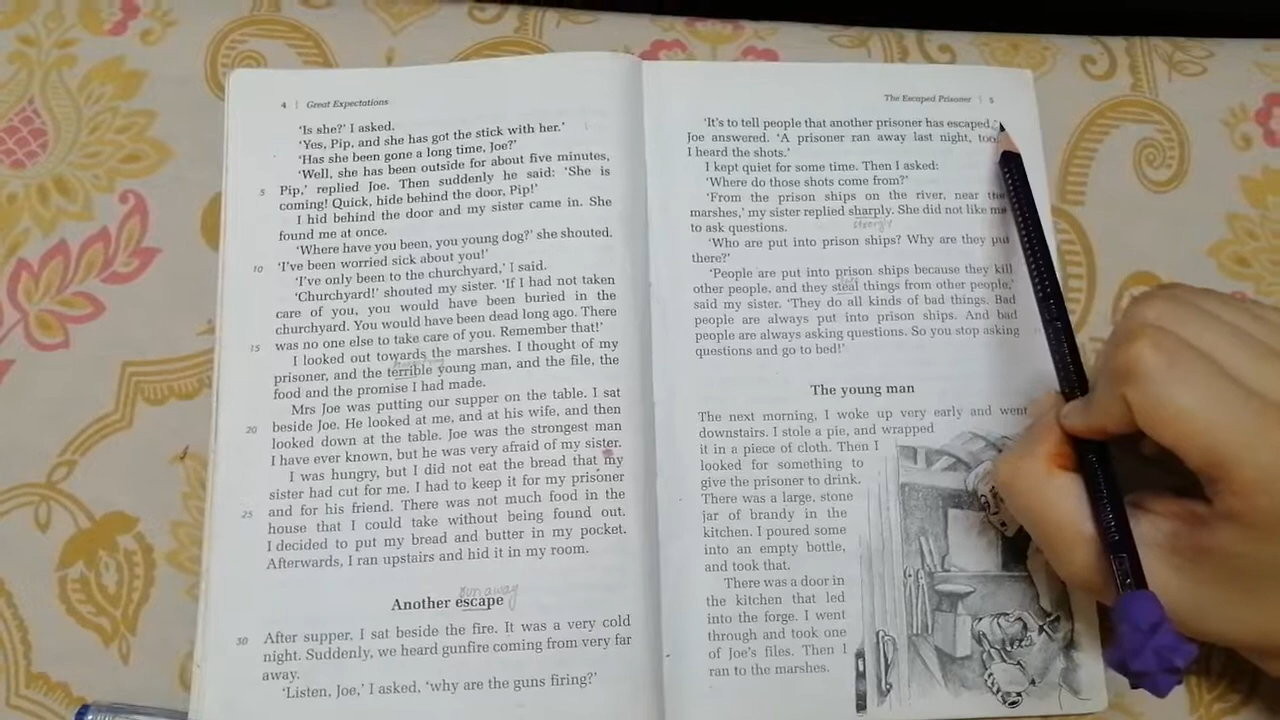 4 | Great Expectations
'Is she?' I asked.
'Yes, Pip, and she has got the stick with her.'
'Has she been gone a long time, Joe?'
'Well, she has been outside for about five minutes,
5 Pip,' replied Joe. Then suddenly he said: 'She is
coming! Quick, hide behind the door, Pip!'
I hid behind the door and my sister came in. She
found me at once.
'Where have you been, you young dog?' she shouted.
10 'I've been worried sick about you!'
'I've only been to the churchyard,' I said.
'Churchyard!' shouted my sister. 'If I had not taken
care of you, you would have been buried in the
churchyard. You would have been dead long ago. There
15 was no one else to take care of you. Remember that!'
I looked out towards the marshes. I thought of my
prisoner, and the terrible young man, and the file, the
food and the promise I had made.
Mrs Joe was putting our supper on the table. I sat
20 beside Joe. He looked at me, and at his wife, and then
looked down at the table. Joe was the strongest man
I have ever known, but he was very afraid of my sister.
I was hungry, but I did not eat the bread that my
sister had cut for me. I had to keep it for my prisoner
25 and for his friend. There was not much food in the
house that I could take without being found out.
I decided to put my bread and butter in my pocket.
Afterwards, I ran upstairs and hid it in my room.
run away
Another escape
30 After supper, I sat beside the fire. It was a very cold
night. Suddenly, we heard gunfire coming from very far
away.
'Listen, Joe,' I asked, 'why are the guns firing?'
The Escaped Prisoner | 5
'It's to tell people that another prisoner has escaped,'
Joe answered. 'A prisoner ran away last night, too.
I heard the shots.'
I kept quiet for some time. Then I asked:
'Where do those shots come from?'
'From the prison ships on the river, near the
marshes,' my sister replied sharply. She did not like me
to ask questions.
strongly
'Who are put into prison ships? Why are they put
there?'
'People are put into prison ships because they kill
other people, and they steal things from other people,'
said my sister. 'They do all kinds of bad things. Bad
people are always put into prison ships. And bad
people are always asking questions. So you stop asking
questions and go to bed!'
The young man
The next morning, I woke up very early and went
downstairs. I stole a pie, and wrapped
it in a piece of cloth. Then I
looked for something to
give the prisoner to drink.
There was a large, stone
jar of brandy in the
kitchen. I poured some
into an empty bottle,
and took that.
There was a door in
the kitchen that led
into the forge. I went
through and took one
of Joe's files. Then I
ran to the marshes.